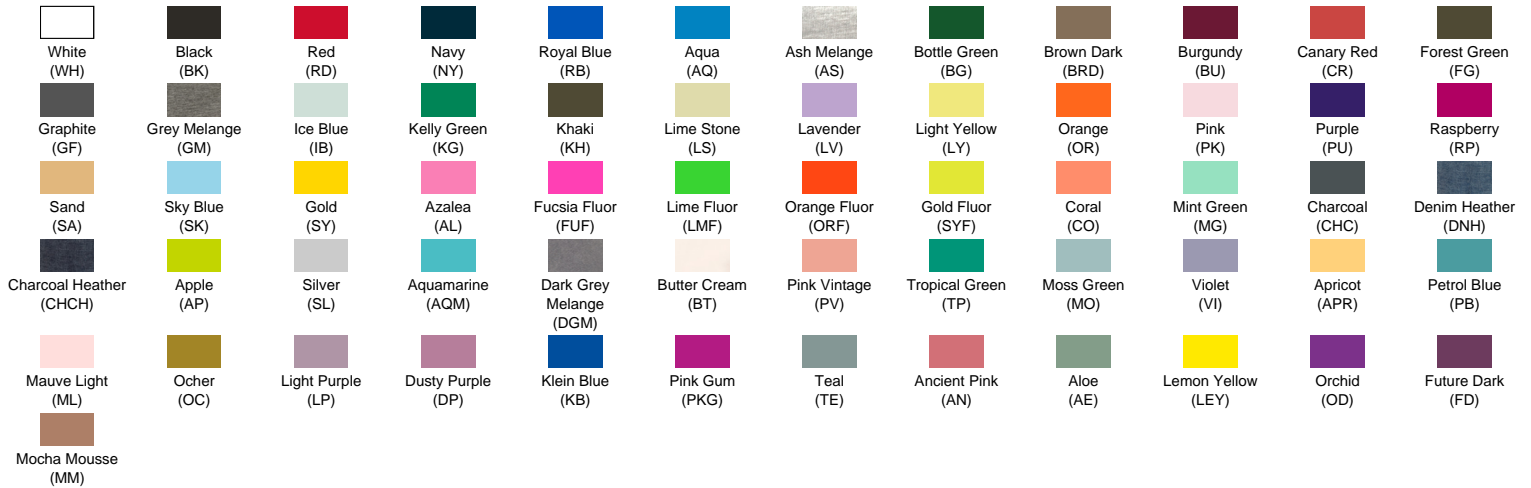 White Black Red Navy Royal Blue Aqua Ash Melange Bottle Green Brown Dark Burgundy Canary Red Forest Green
(WH) (BK) (RD) (NY) (RB) (AQ) (AS) (BG) (BRD) (BU) (CR) (FG)
Graphite Grey Melange Ice Blue Kelly Green Khaki Lime Stone Lavender Light Yellow Orange Pink Purple Raspberry
(GF) (GM) (IB) (KG) (KH) (LS) (LV) (LY) (OR) (PK) (PU) (RP)
Sand Sky Blue Gold Azalea Fucsia Fluor Lime Fluor Orange Fluor Gold Fluor Coral Mint Green Charcoal Denim Heather
(SA) (SK) (SY) (AL) (FUF) (LMF) (ORF) (SYF) (CO) (MG) (CHC) (DNH)
Charcoal Heather Apple Silver Aquamarine Dark Grey Butter Cream Pink Vintage Tropical Green Moss Green Violet Apricot Petrol Blue
(CHCH) (AP) (SL) (AQM) Melange (BT) (PV) (TP) (MO) (VI) (APR) (PB)
(DGM)
Mauve Light Ocher Light Purple Dusty Purple Klein Blue Pink Gum Teal Ancient Pink Aloe Lemon Yellow Orchid Future Dark
(ML) (OC) (LP) (DP) (KB) (PKG) (TE) (AN) (AE) (LEY) (OD) (FD)
Mocha Mousse
(MM)